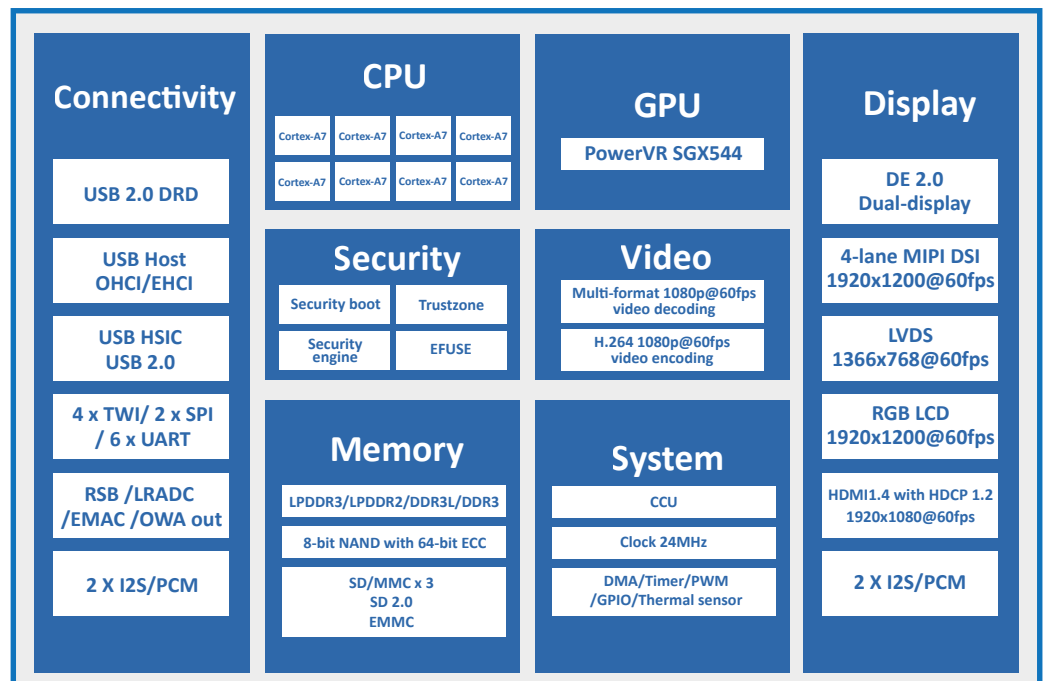 Connectivity
USB 2.0 DRD
USB Host
OHCI/EHCI
USB HSIC
USB 2.0
4 x TWI/ 2 x SPI
/ 6 x UART
RSB /LRADC
/EMAC /OWA out
2 X I2S/PCM
CPU
Cortex-A7 Cortex-A7 Cortex-A7 Cortex-A7
Cortex-A7 Cortex-A7 Cortex-A7 Cortex-A7
Security
Security boot Trustzone
Security
engine
EFUSE
Memory
LPDDR3/LPDDR2/DDR3L/DDR3
8-bit NAND with 64-bit ECC
SD/MMC x 3
SD 2.0
EMMC
GPU
PowerVR SGX544
Video
Multi-format 1080p@60fps
video decoding
H.264 1080p@60fps
video encoding
System
CCU
Clock 24MHz
DMA/Timer/PWM
/GPIO/Thermal sensor
Display
DE 2.0
Dual-display
4-lane MIPI DSI
1920x1200@60fps
LVDS
1366x768@60fps
RGB LCD
1920x1200@60fps
HDMI1.4 with HDCP 1.2
1920x1080@60fps
2 X I2S/PCM